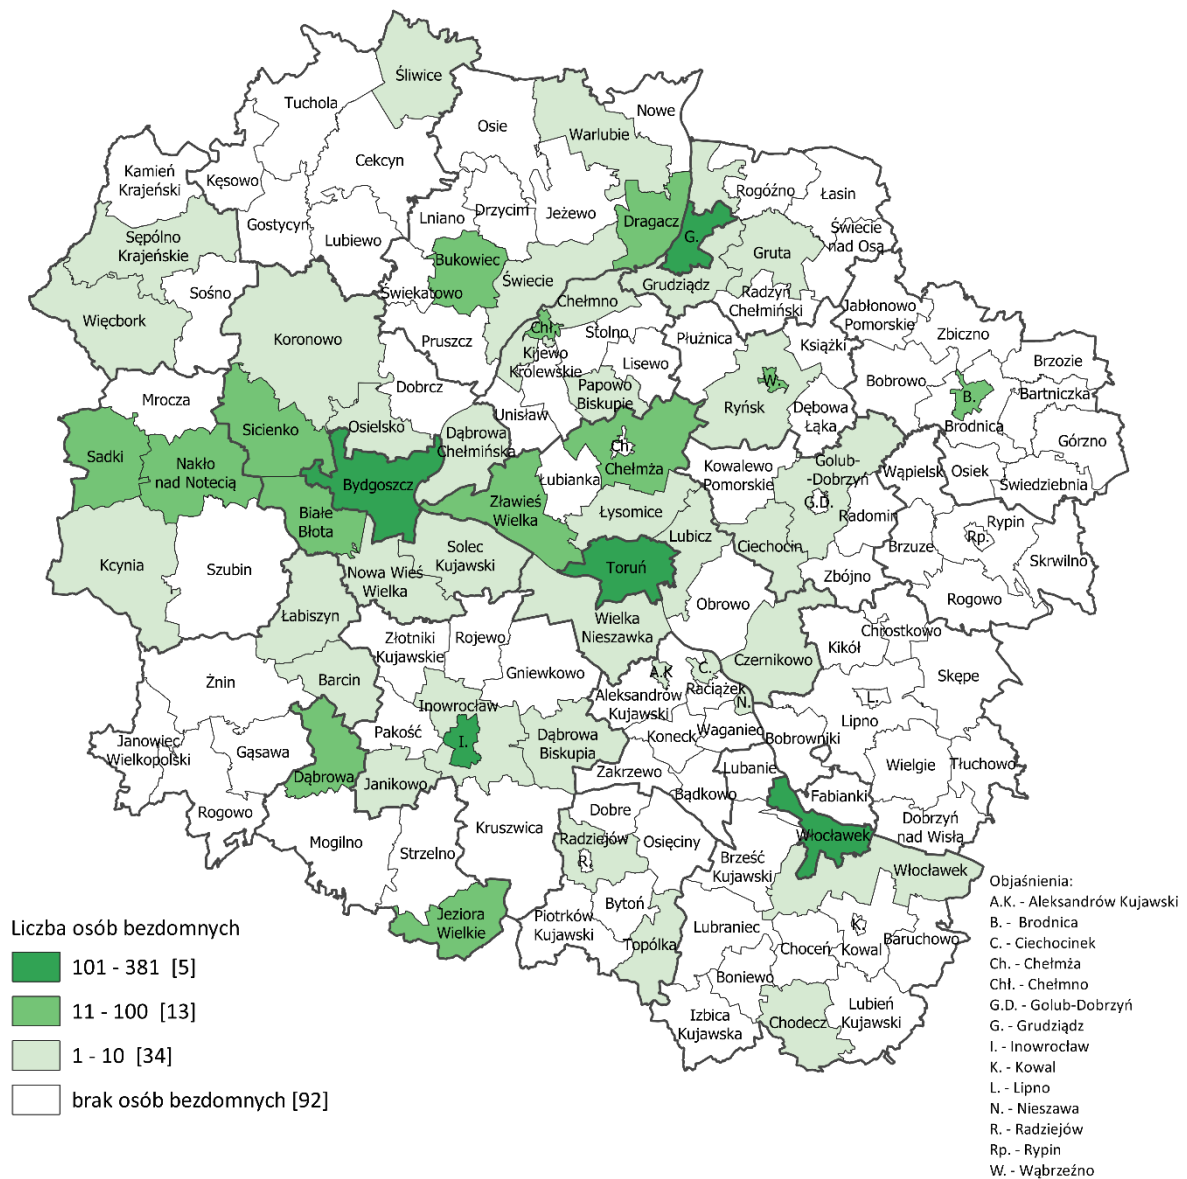 Śliwice
Tuchola
Nowe
Osie
Warlubie
Cekcyn
Kamień
Krajeński
Kęsowo
Rogóźno
Łasin
Drzycim
Jeżewo
Lniano
Dragacz
Gostycyn
Lubiewo
G.
Świecie
nad Osą
Sępólno
Krajeńskie
Gruta
Bukowiec
Świecie
Grudziądz
Sośno
Świekatowo
Radzyń
Chełmiński
Chełmno
Jabłonowo
Pomorskie
Więcbork
Koronowo
Chł.
Stolno
Płużnica
Zbiczno
Pruszcz
Kijewo
Królewskie
Lisewo
Książki
Brzozie
Dobrcz
Papowo
Biskupie
W.
Bobrowo
B.
Bartniczka
Mrocza
Ryńsk
Unisław
Dębowa
Łąka
Brodnica
Sicienko
Osielsko
Dąbrowa
Chełmińska
Górzno
Ch.
Chełmża
Sadki
Nakło
nad Notecią
Kowalewo
Pomorskie
Golub-
-Dobrzyń
Wąpielsk
Osiek
Świedziebnia
Bydgoszcz
Łubianka
G.D.
Zławieś
Wielka
Łysomice
Radomin
Białe
Błota
Rypin
Lubicz
Ciechocin
Rp.
Brzuze
Solec
Kujawski
Skrwilno
Kcynia
Szubin
Toruń
Nowa Wieś
Wielka
Zbójno
Rogowo
Obrowo
Łabiszyn
Wielka
Nieszawka
Chrostkowo
Złotniki
Kujawskie
Rojewo
Kikół
Czernikowo
Gniewkowo
A.K
C.
Skępe
Żnin
Barcin
Raciążek
Aleksandrów
Kujawski
N.
L.
Inowrocław
Lipno
Pakość
I.
Dąbrowa
Biskupia
Koneck
Waganiec
Bobrowniki
Janowiec
Wielkopolski
Gąsawa
Zakrzewo
Lubanie
Wielgie
Tłuchowo
Dąbrowa
Janikowo
Bądkowo
Fabianki
Rogowo
Dobre
Dobrzyń
nad Wisłą
Kruszwica
Mogilno
Radziejów
Osięciny
Włocławek
Strzelno
R.
Brześć
Kujawski
Włocławek
Bytoń
Jeziora
Wielkie
Piotrków
Kujawski
Lubraniec
K.
Kowal
Baruchowo
Topólka
Choceń
Boniewo
Izbica
Kujawska
Chodecz
Lubień
Kujawski
Liczba osób bezdomnych
101 - 381 [5]
11 - 100 [13]
1 - 10 [34]
brak osób bezdomnych [92]
Objaśnienia:
A.K. - Aleksandrów Kujawski
B. - Brodnica
C. - Ciechocinek
Ch. - Chełmża
Chł. - Chełmno
G.D. - Golub-Dobrzyń
G. - Grudziądz
I. - Inowrocław
K. - Kowal
L. - Lipno
N. - Nieszawa
R. - Radziejów
Rp. - Rypin
W. - Wąbrzeźno